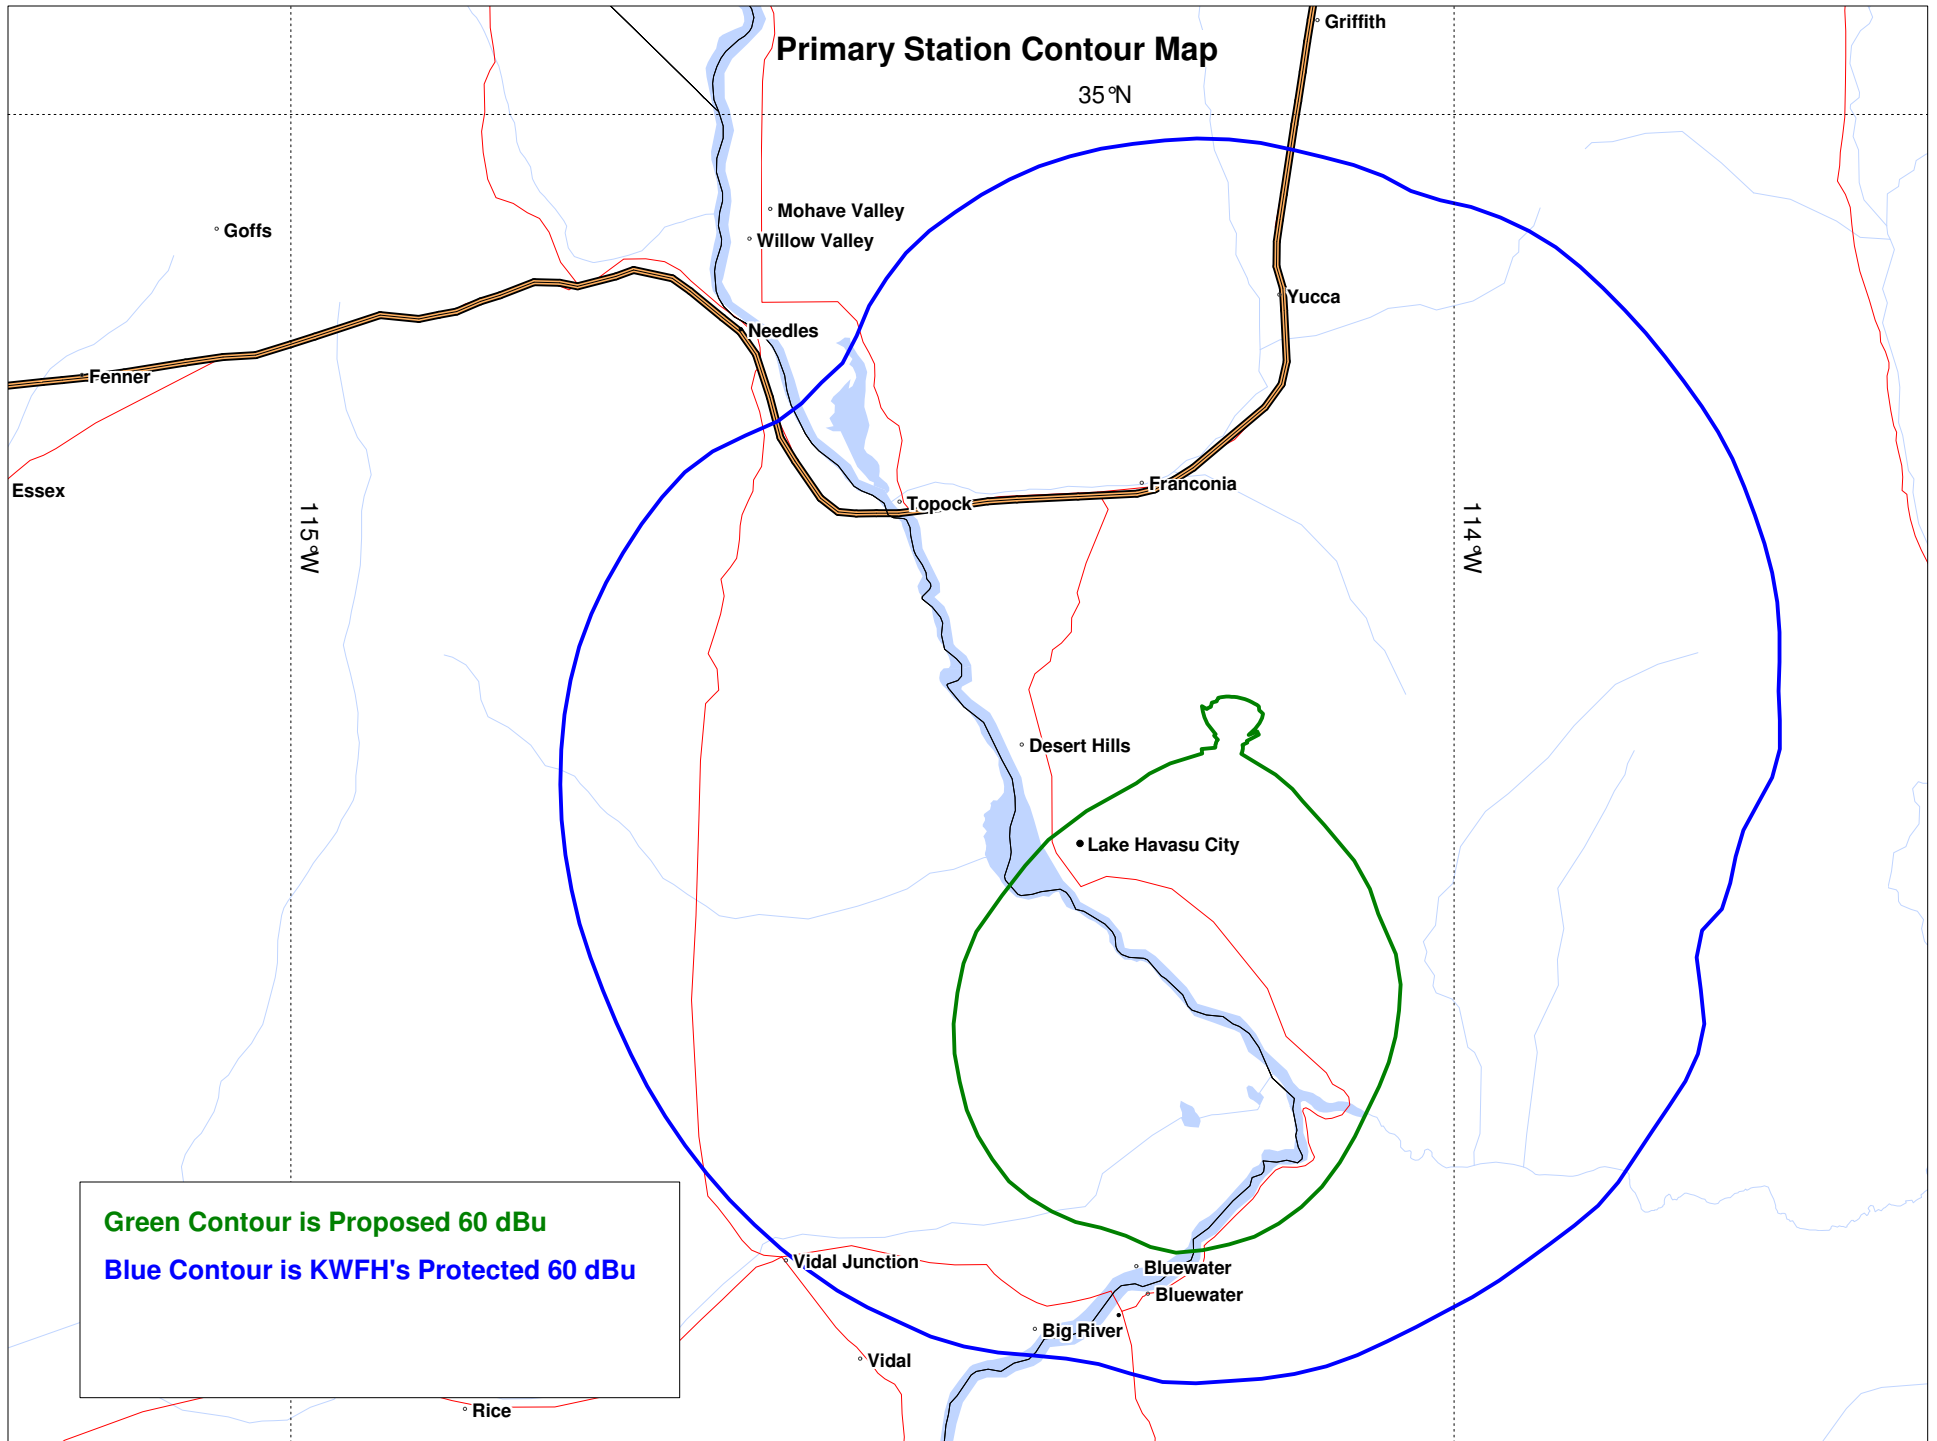 Griffith
Primary Station Contour Map
35°N
Mohave Valley
Goffs
Willow Valley
Yucca
Needles
Fenner
Essex
Franconia
Topock
115°W
114°W
Desert Hills
Lake Havasu City
Green Contour is Proposed 60 dBu
Blue Contour is KWFH's Protected 60 dBu
Vidal Junction
Bluewater
Bluewater
Big River
Vidal
Rice